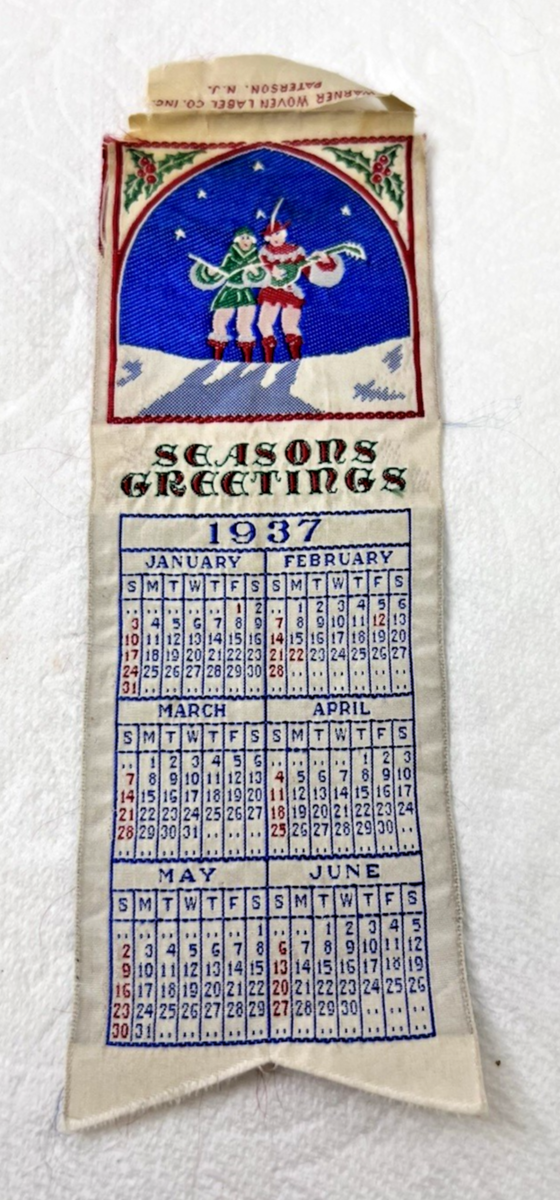 WARNER WOVEN LABEL CO. INC.
PATERSON, N. J.
SEASONS
GREETINGS
1937
JANUARY FEBRUARY
S M T W T F S S M T W T F S
.. .. .. .. .. 1 2 .. 1 2 3 4 5 6
3 4 5 6 7 8 9 7 8 9 10 11 12 13
10 11 12 13 14 15 16 14 15 16 17 18 19 20
17 18 19 20 21 22 23 21 22 23 24 25 26 27
24 25 26 27 28 29 30 28 .. .. .. .. .. ..
31 .. .. .. .. .. .. .. .. .. .. .. .. ..
MARCH APRIL
S M T W T F S S M T W T F S
.. 1 2 3 4 5 6 .. .. .. .. 1 2 3
7 8 9 10 11 12 13 4 5 6 7 8 9 10
14 15 16 17 18 19 20 11 12 13 14 15 16 17
21 22 23 24 25 26 27 18 19 20 21 22 23 24
28 29 30 31 .. .. .. 25 26 27 28 29 30 ..
.. .. .. .. .. .. .. .. .. .. .. .. .. ..
MAY JUNE
S M T W T F S S M T W T F S
.. .. .. .. .. .. 1 .. .. 1 2 3 4 5
2 3 4 5 6 7 8 6 7 8 9 10 11 12
9 10 11 12 13 14 15 13 14 15 16 17 18 19
16 17 18 19 20 21 22 20 21 22 23 24 25 26
23 24 25 26 27 28 29 27 28 29 30 .. .. ..
30 31 .. .. .. .. .. .. .. .. .. .. .. ..